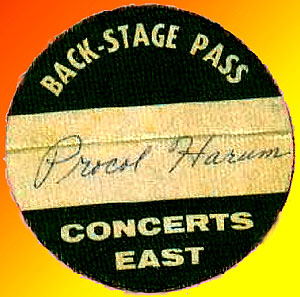 BACK-STAGE PASS
Procol Harum
CONCERTS
EAST